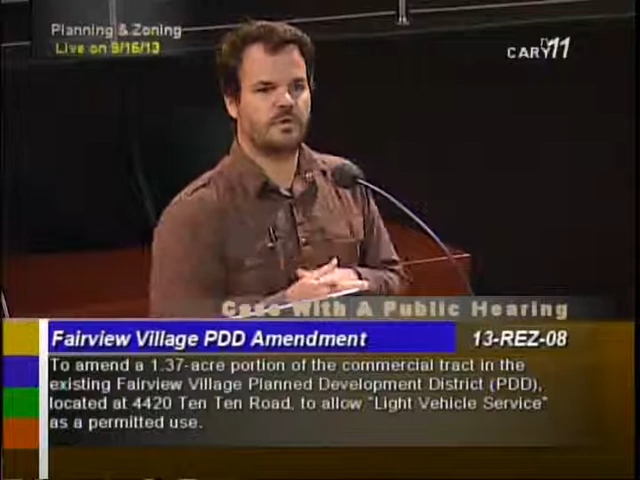 Planning & Zoning
Live on 9/16/13
CARY TV 11
Case With A Public Hearing
Fairview Village PDD Amendment
13-REZ-08
To amend a 1.37-acre portion of the commercial tract in the
existing Fairview Village Planned Development District (PDD),
located at 4420 Ten Ten Road, to allow "Light Vehicle Service"
as a permitted use.